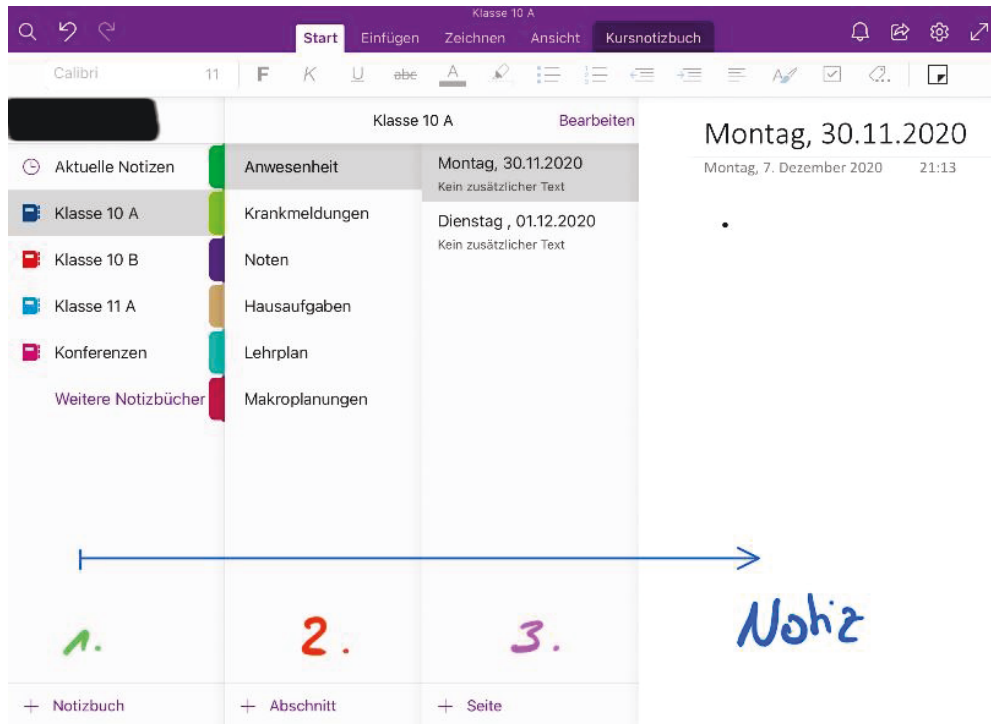 Klasse 10 A
Start Einfügen Zeichnen Ansicht Kursnotizbuch
Calibri 11 F K U abc A
Klasse 10 A Bearbeiten
Aktuelle Notizen
Klasse 10 A
Klasse 10 B
Klasse 11 A
Konferenzen
Weitere Notizbücher
Anwesenheit
Krankmeldungen
Noten
Hausaufgaben
Lehrplan
Makroplanungen
Montag, 30.11.2020
Kein zusätzlicher Text
Dienstag , 01.12.2020
Kein zusätzlicher Text
Montag, 30.11.2020
Montag, 7. Dezember 2020 21:13
1. 2. 3. Notiz
+ Notizbuch + Abschnitt + Seite